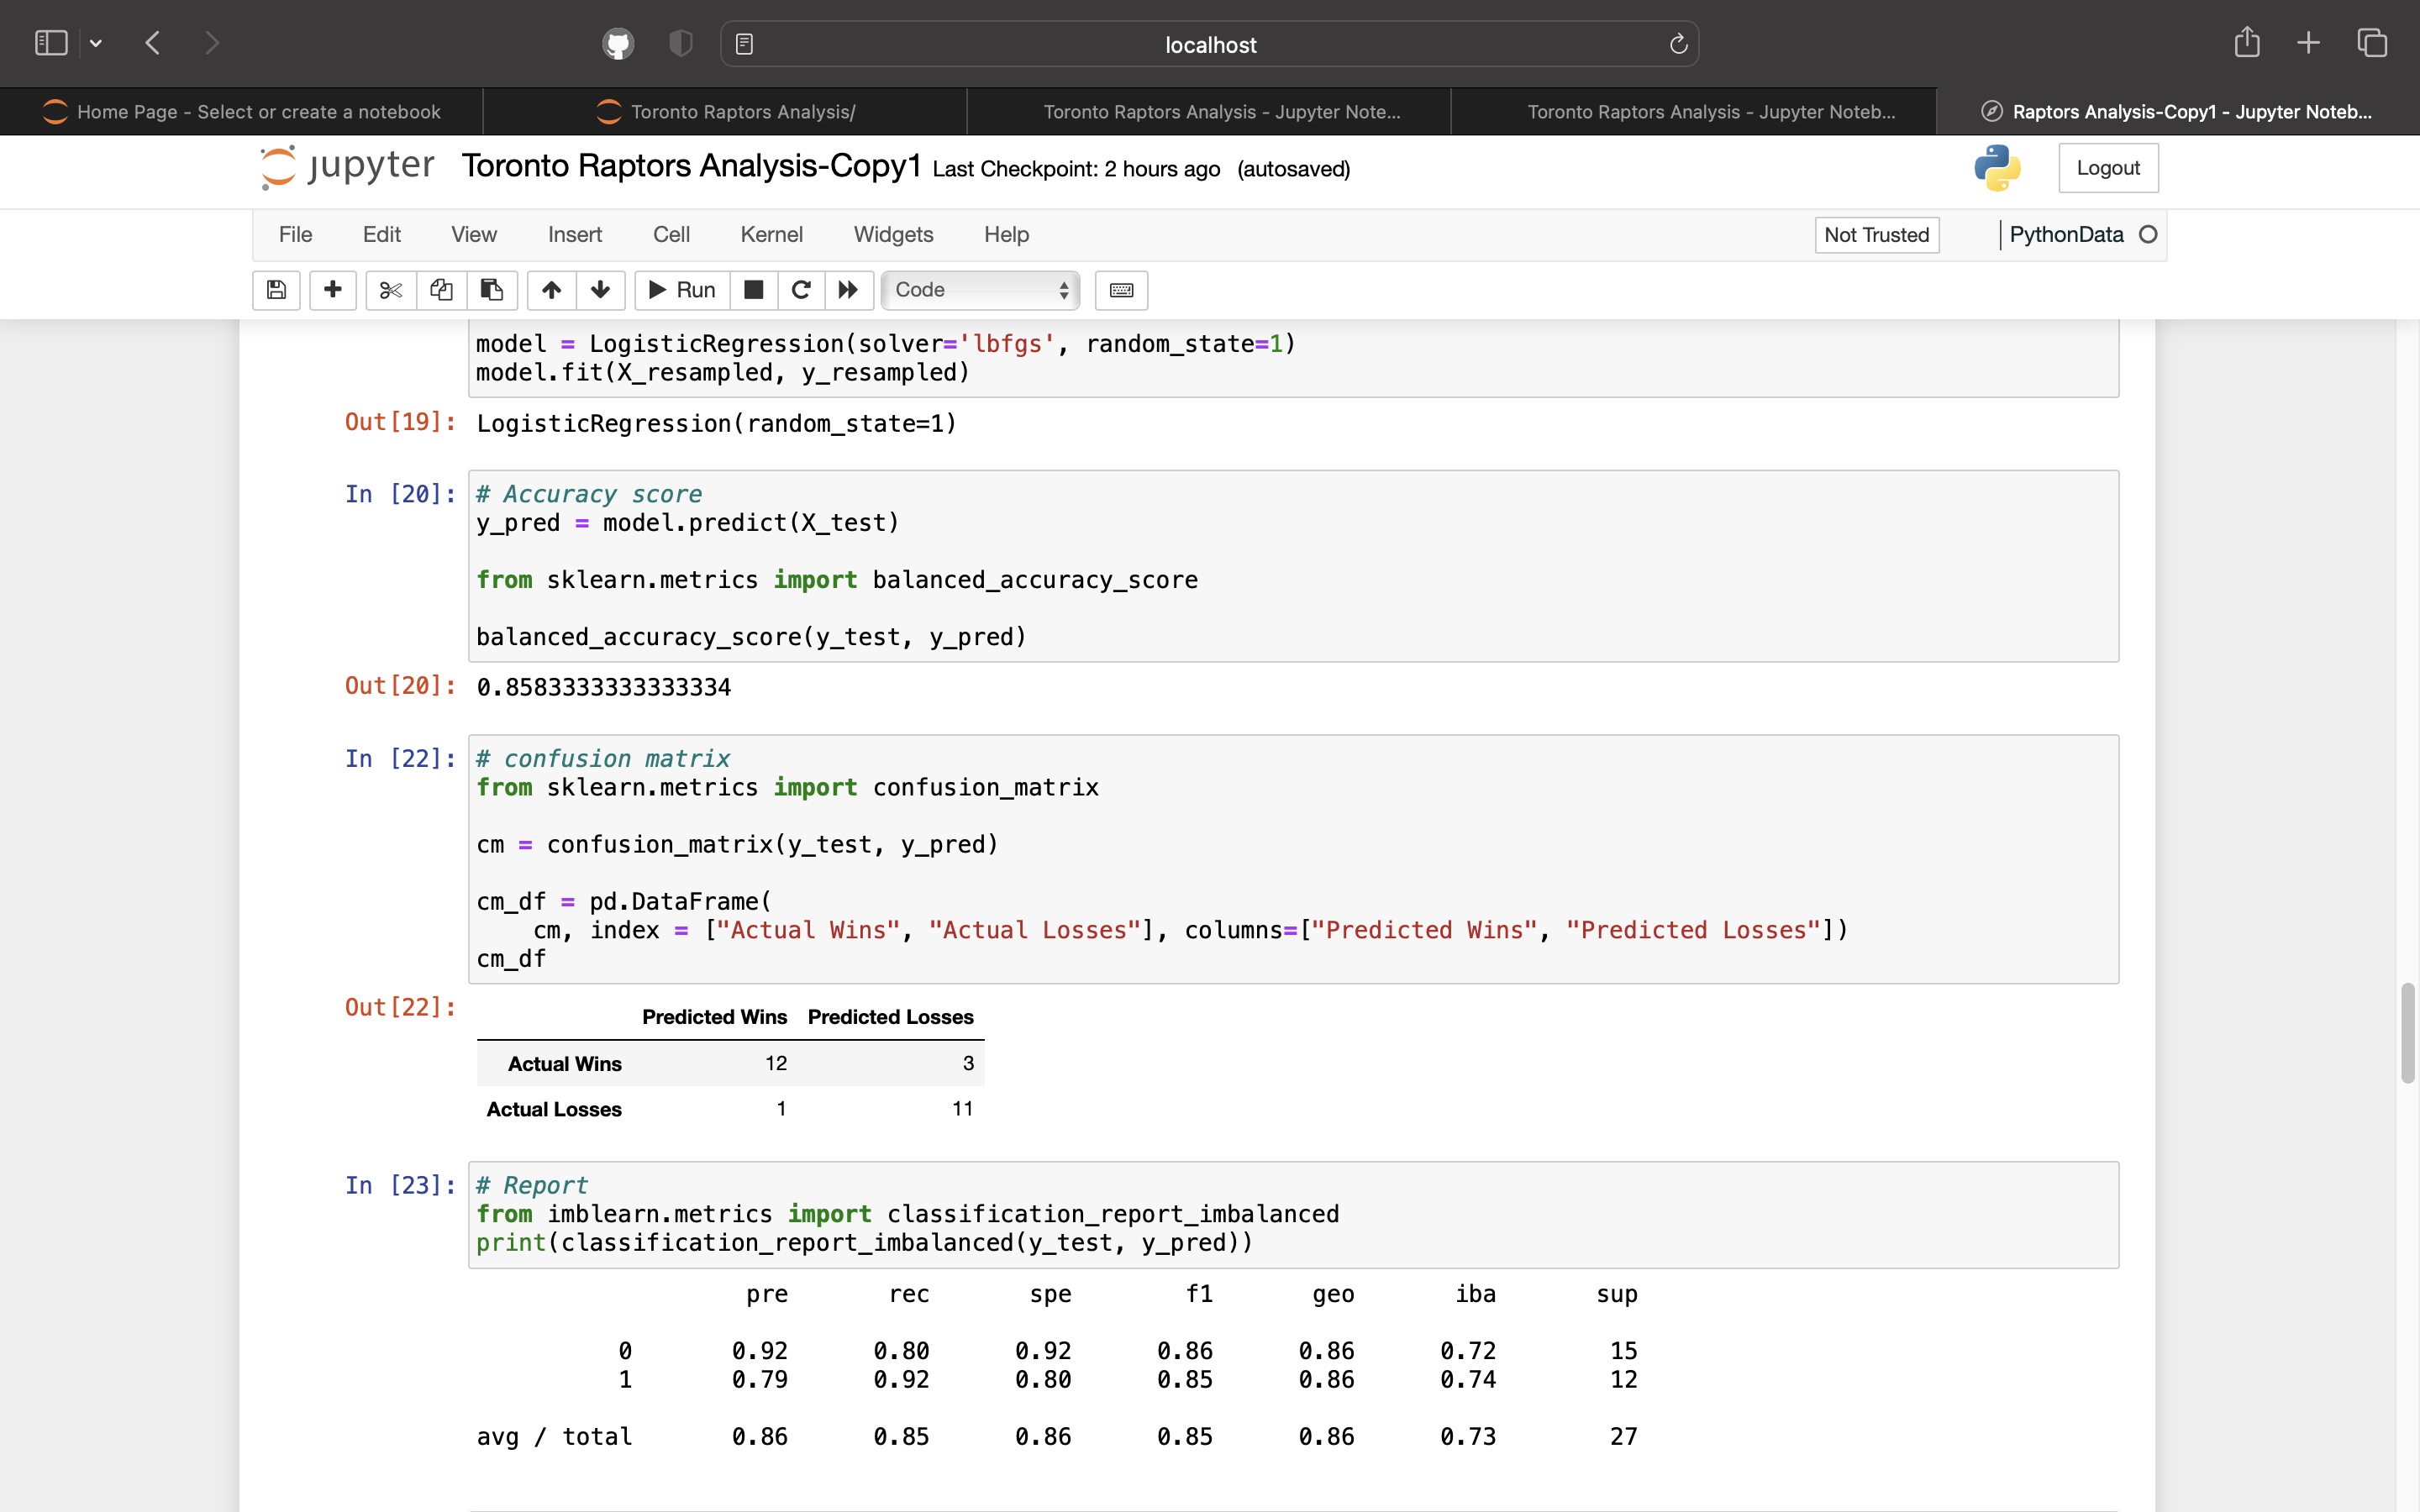 localhost
Home Page - Select or create a notebook
Toronto Raptors Analysis/
Toronto Raptors Analysis - Jupyter Note...
Toronto Raptors Analysis - Jupyter Noteb...
Raptors Analysis-Copy1 - Jupyter Noteb...
jupyter Toronto Raptors Analysis-Copy1 Last Checkpoint: 2 hours ago (autosaved)
Logout
File Edit View Insert Cell Kernel Widgets Help
Not Trusted
PythonData
Run
Code
model = LogisticRegression(solver='lbfgs', random_state=1)
model.fit(X_resampled, y_resampled)
Out[19]: LogisticRegression(random_state=1)
In [20]: # Accuracy score
y_pred = model.predict(X_test)
from sklearn.metrics import balanced_accuracy_score
balanced_accuracy_score(y_test, y_pred)
Out[20]: 0.8583333333333334
In [22]: # confusion matrix
from sklearn.metrics import confusion_matrix
cm = confusion_matrix(y_test, y_pred)
cm_df = pd.DataFrame(
cm, index = ["Actual Wins", "Actual Losses"], columns=["Predicted Wins", "Predicted Losses"])
cm_df
Out[22]:
Predicted Wins Predicted Losses
Actual Wins 12 3
Actual Losses 1 11
In [23]: # Report
from imblearn.metrics import classification_report_imbalanced
print(classification_report_imbalanced(y_test, y_pred))
pre rec spe f1 geo iba sup
0 0.92 0.80 0.92 0.86 0.86 0.72 15
1 0.79 0.92 0.80 0.85 0.86 0.74 12
avg / total 0.86 0.85 0.86 0.85 0.86 0.73 27